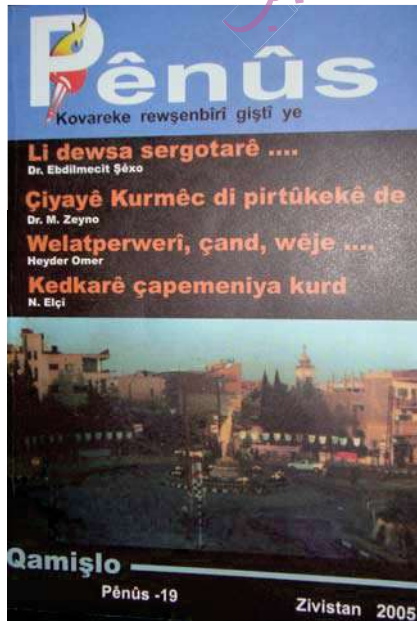 Pênûs
Kovareke rewşenbîrî giştî ye
Li dewsa sergotarê ....
Dr. Ebdilmecît Şêxo
Çiyayê Kurmêc di pirtûkekê de
Dr. M. Zeyno
Welatperwerî, çand, wêje ....
Heyder Omer
Kedkarê çapemeniya kurd
N. Elçî
Qamişlo
Pênûs -19
Zivistan 2005